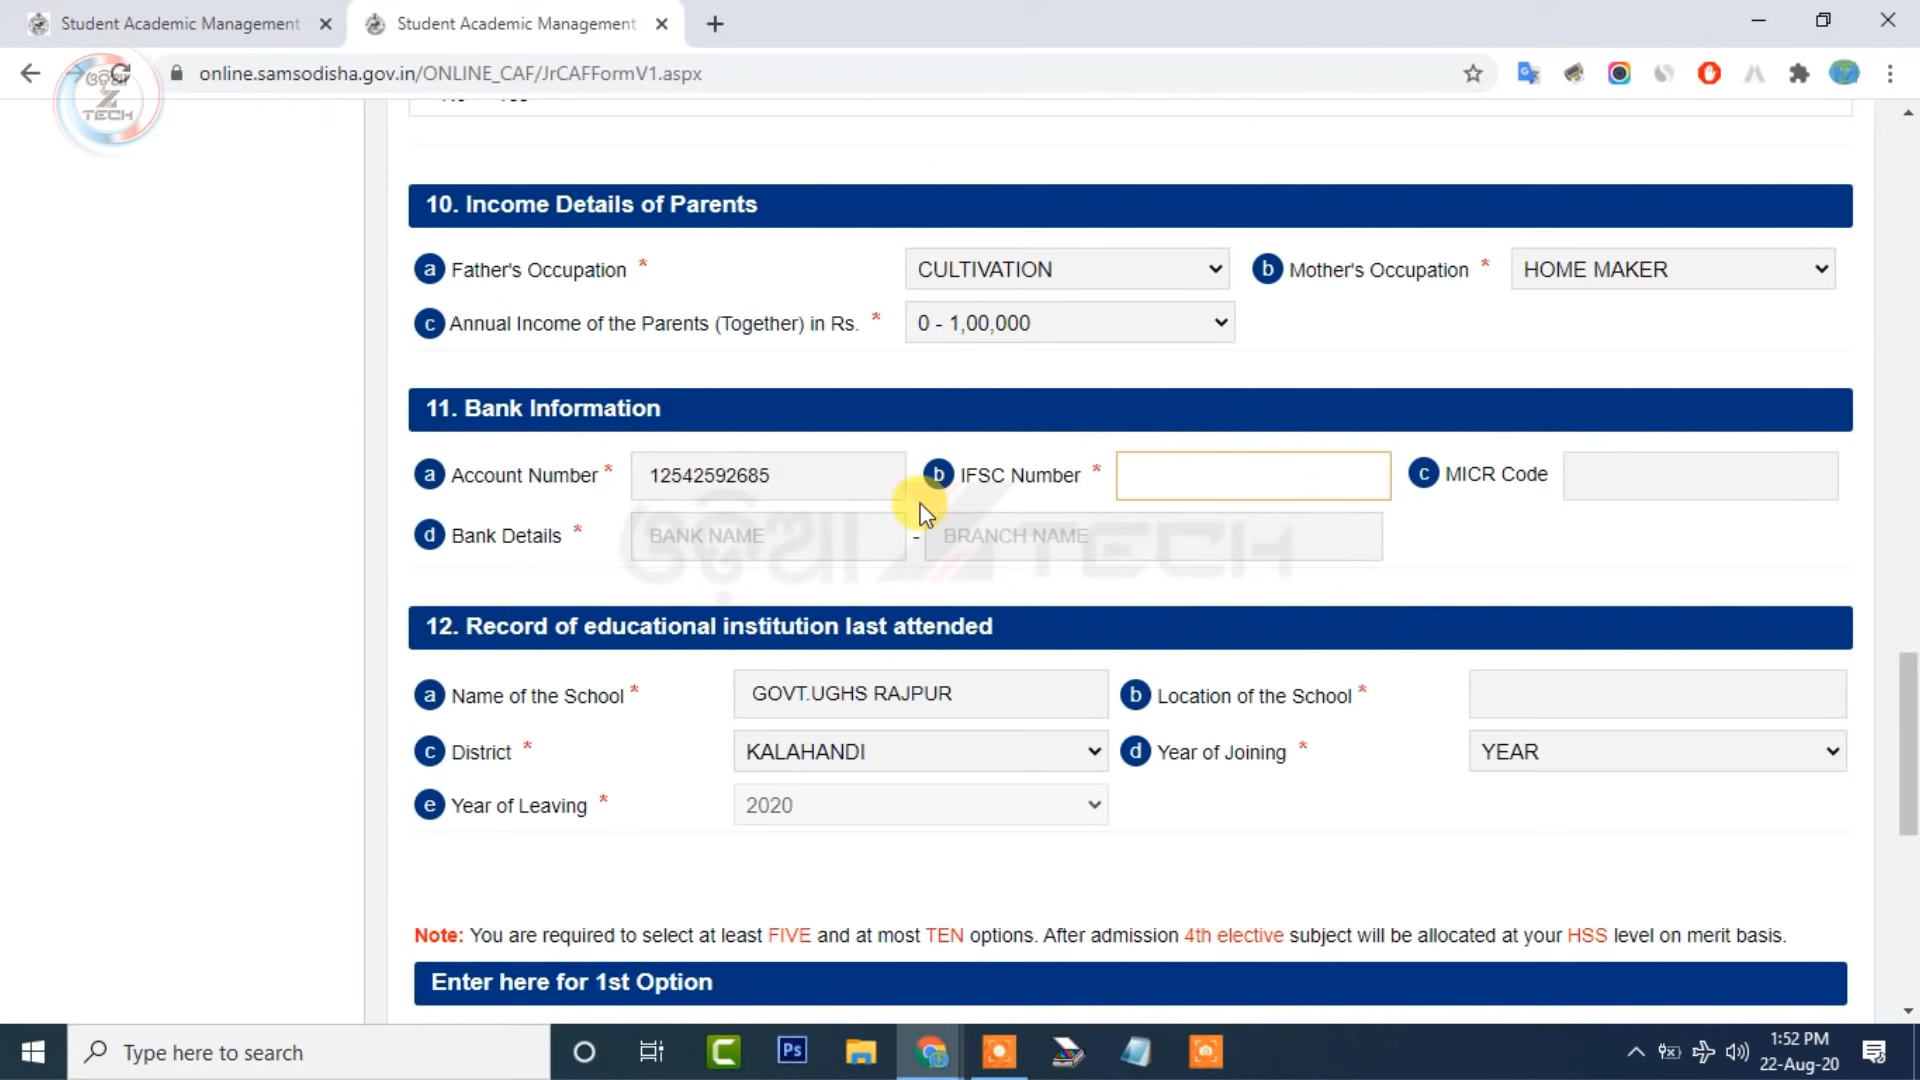 Student Academic Management
Student Academic Management
online.samsodisha.gov.in/ONLINE_CAF/JrCAFFormV1.aspx
ଓଡ଼ିଆ
Z
TECH
10. Income Details of Parents
a Father's Occupation * CULTIVATION b Mother's Occupation * HOME MAKER
c Annual Income of the Parents (Together) in Rs. * 0 - 1,00,000
11. Bank Information
a Account Number * 12542592685 b IFSC Number * c MICR Code
d Bank Details * BANK NAME - BRANCH NAME
ଓଡ଼ିଆ Z TECH
12. Record of educational institution last attended
a Name of the School * GOVT.UGHS RAJPUR b Location of the School *
c District * KALAHANDI d Year of Joining * YEAR
e Year of Leaving * 2020
Note: You are required to select at least FIVE and at most TEN options. After admission 4th elective subject will be allocated at your HSS level on merit basis.
Enter here for 1st Option
Type here to search
C
Ps
1:52 PM
22-Aug-20